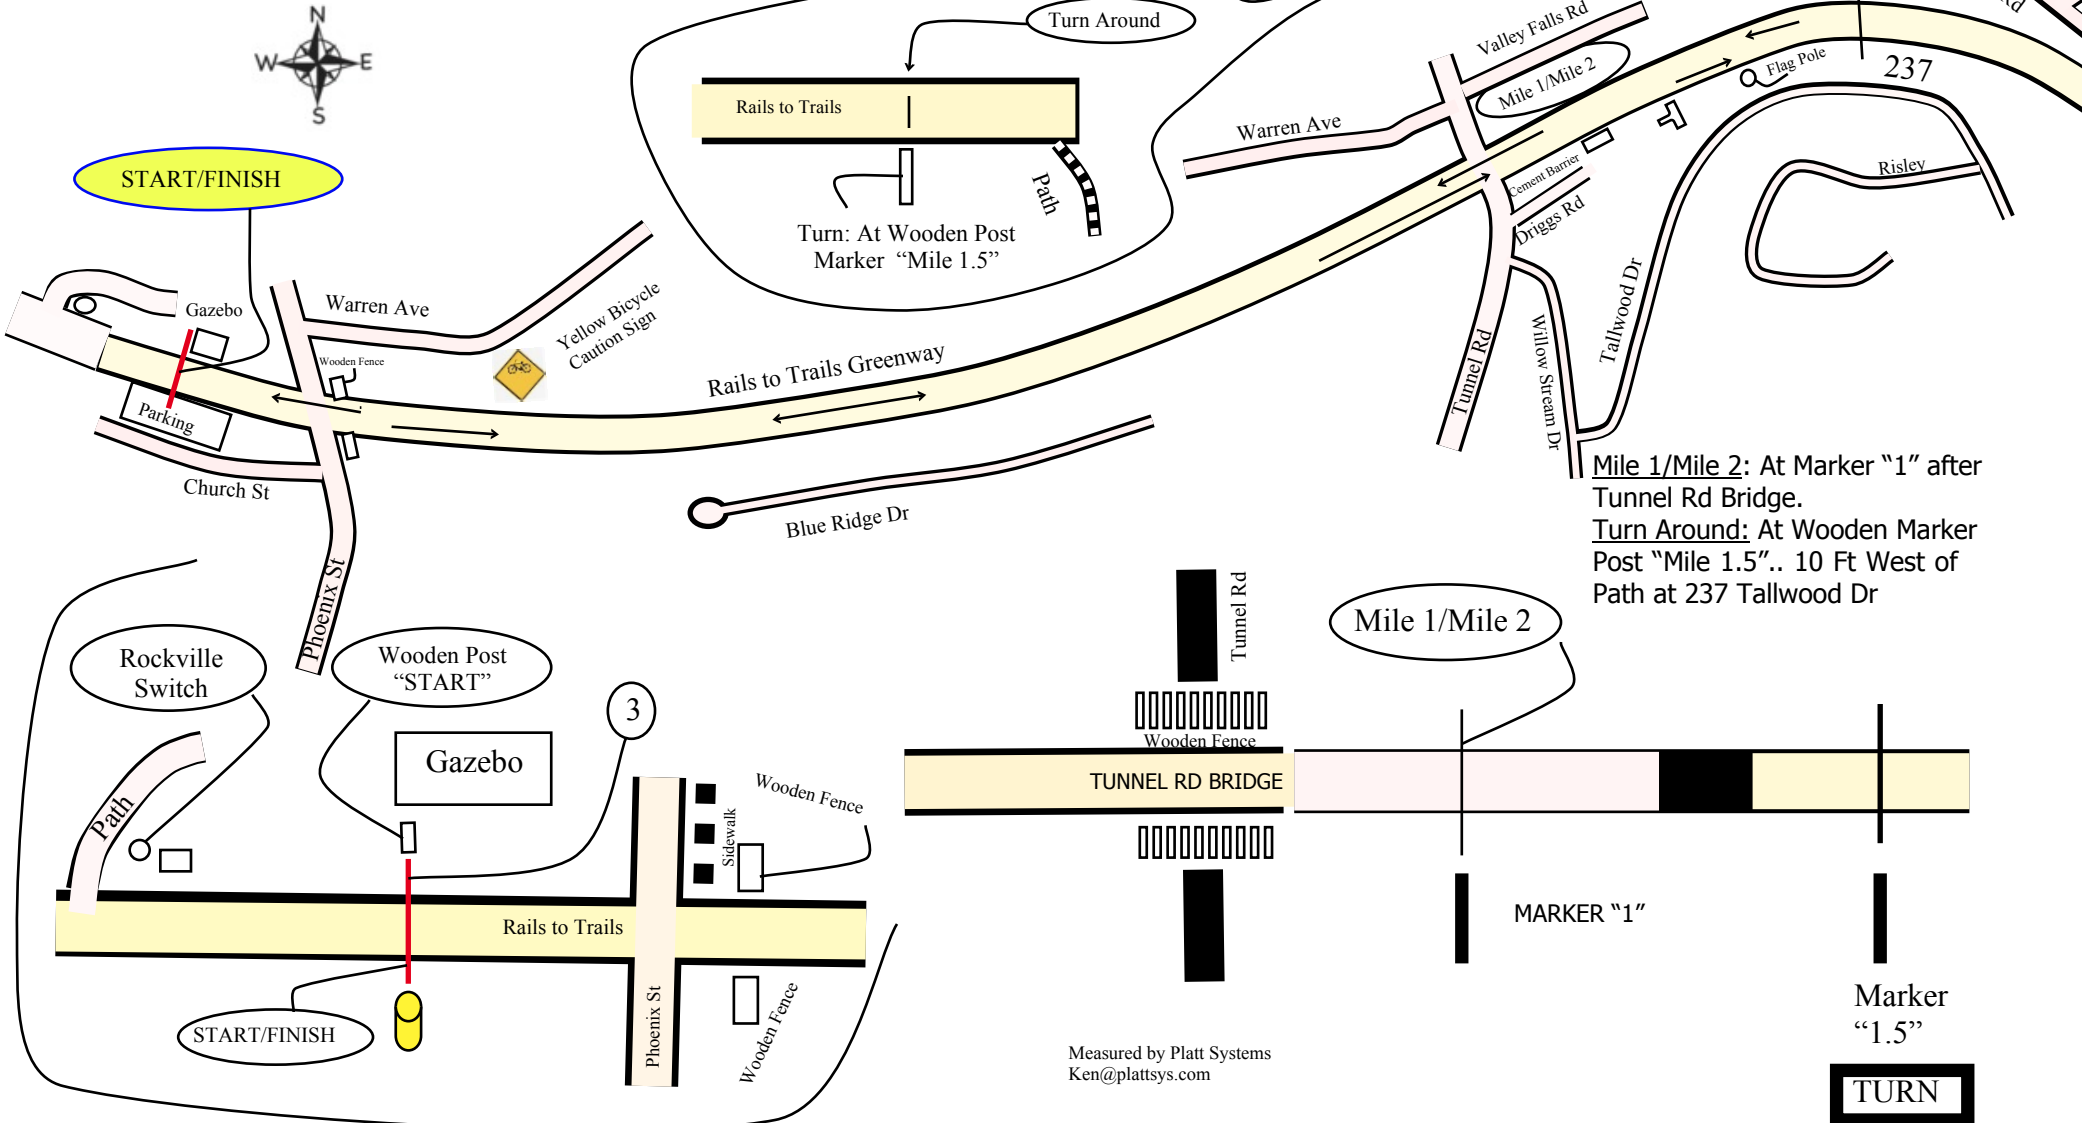 N
W
E
S
START/FINISH
Gazebo
Parking
Church St
Warren Ave
Wooden Fence
Phoenix St
Yellow Bicycle
Caution Sign
Turn Around
Rails to Trails
Path
Turn: At Wooden Post
Marker “Mile 1.5”
Rails to Trails Greenway
Blue Ridge Dr
Warren Ave
Valley Falls Rd
Mile 1/Mile 2
Cement Barrier
Driggs Rd
Flag Pole
237
Rd
Risley
Tallwood Dr
Willow Stream Dr
Tunnel Rd
Mile 1/Mile 2: At Marker “1” after
Tunnel Rd Bridge.
Turn Around: At Wooden Marker
Post “Mile 1.5”.. 10 Ft West of
Path at 237 Tallwood Dr
Rockville
Switch
Wooden Post
“START”
3
Gazebo
Path
Sidewalk
Wooden Fence
Rails to Trails
Phoenix St
Wooden Fence
START/FINISH
Tunnel Rd
Mile 1/Mile 2
Wooden Fence
TUNNEL RD BRIDGE
MARKER “1”
Marker
“1.5”
TURN
Measured by Platt Systems
Ken@plattsys.com